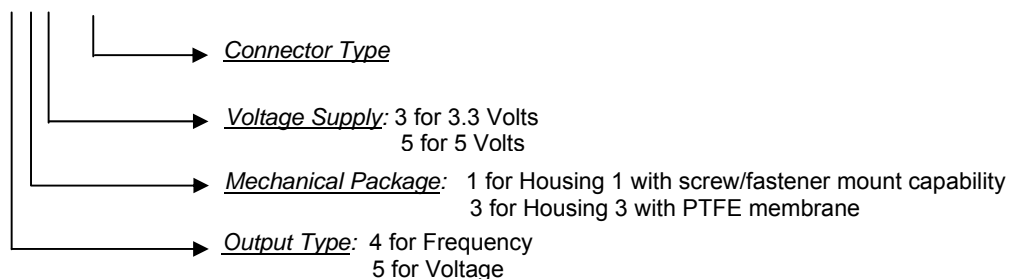 Connector Type
Voltage Supply: 3 for 3.3 Volts
5 for 5 Volts
Mechanical Package: 1 for Housing 1 with screw/fastener mount capability
3 for Housing 3 with PTFE membrane
Output Type: 4 for Frequency
5 for Voltage